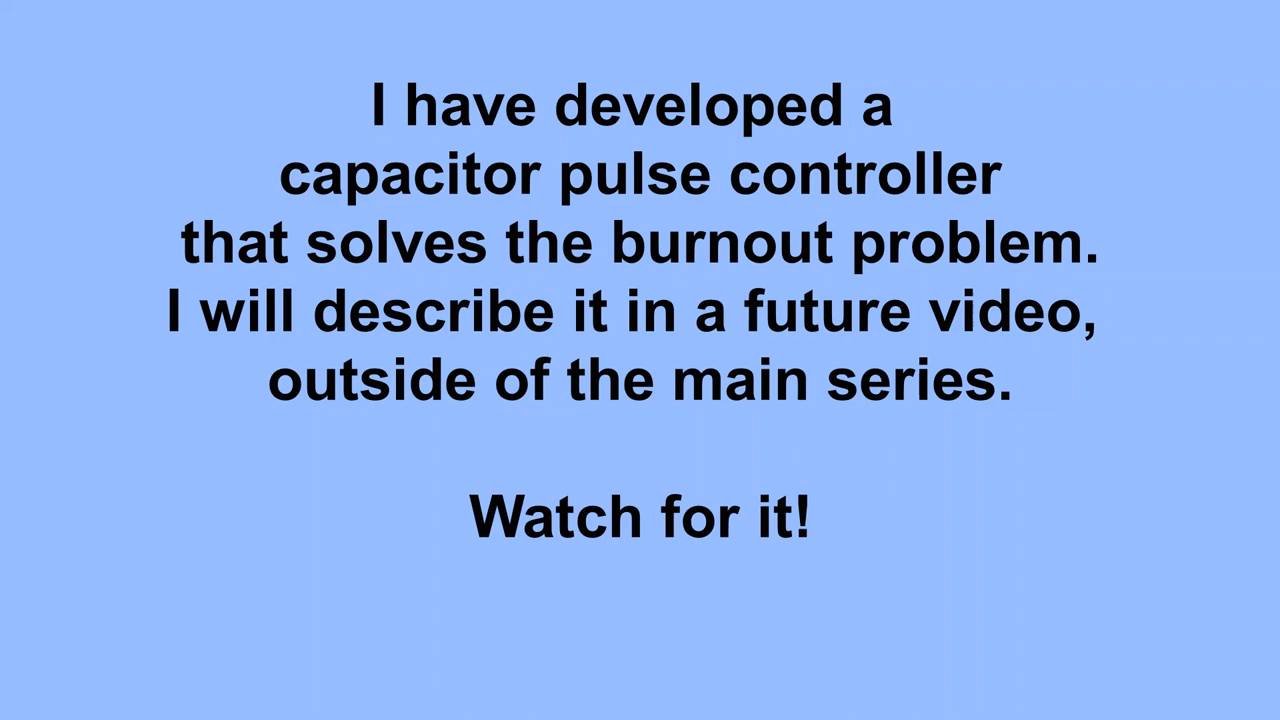 I have developed a
capacitor pulse controller
that solves the burnout problem.
I will describe it in a future video,
outside of the main series.
Watch for it!